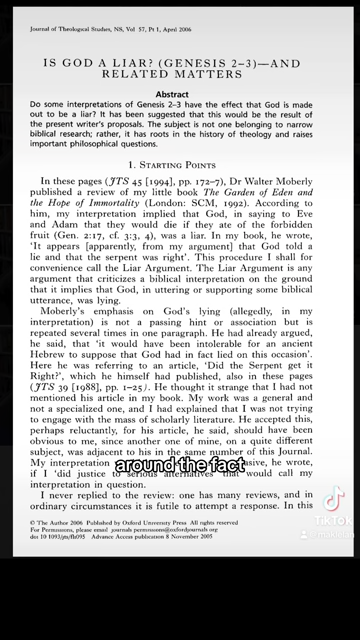 Journal of Theological Studies, NS, Vol 57, Pt 1, April 2006
IS GOD A LIAR? (GENESIS 2–3)—AND
RELATED MATTERS
Abstract
Do some interpretations of Genesis 2–3 have the effect that God is made
out to be a liar? It has been suggested that this would be the result of
the present writer's proposals. The subject is not one belonging to narrow
biblical research; rather, it has roots in the history of theology and raises
important philosophical questions.
1. STARTING POINTS
In these pages (JTS 45 [1994], pp. 172–7), Dr Walter Moberly
published a review of my little book The Garden of Eden and
the Hope of Immortality (London: SCM, 1992). According to
him, my interpretation implied that God, in saying to Eve
and Adam that they would die if they ate of the forbidden
fruit (Gen. 2:17, cf. 3:3, 4), was a liar. In my book, he wrote,
'It appears [apparently, from my argument] that God told a
lie and that the serpent was right'. This procedure I shall for
convenience call the Liar Argument. The Liar Argument is any
argument that criticizes a biblical interpretation on the ground
that it implies that God, in uttering or supporting some biblical
utterance, was lying.
Moberly's emphasis on God's lying (allegedly, in my
interpretation) is not a passing hint or association but is
repeated several times in one paragraph. He had already argued,
he said, that 'it would have been intolerable for an ancient
Hebrew to suppose that God had in fact lied on this occasion'.
Here he was referring to an article, 'Did the Serpent get it
Right?', which he himself had published, also in these pages
(JTS 39 [1988], pp. 1–25). He thought it strange that I had not
mentioned his article in my book. My work was a general and
not a specialized one, and I had explained that I was not trying
to engage with the mass of scholarly literature. He accepted this,
perhaps reluctantly, for his article, he said, should have been
obvious to me, since another one of mine, on a quite different
subject, was adjacent to his in the same number of this Journal.
My interpretation
around the fact
he wrote,
if I 'did justice to serious alternatives' that would call my
interpretation in question.
I never replied to the review: one has many reviews, and in
ordinary circumstances it is futile to attempt a response. In this
© The Author 2006 Published by Oxford University Press All rights reserved
For Permissions, please email journals.permissions@oxfordjournals.org
doi 10 1093/jts/flj095 Advance Access publication 8 November 2005
TikTok